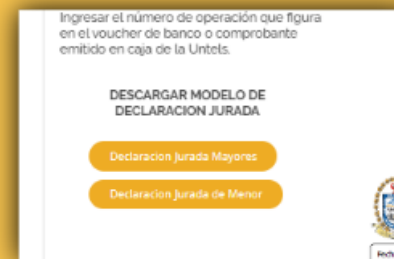 Ingresar el número de operación que figura
en el voucher de banco o comprobante
emitido en caja de la Untels.
DESCARGAR MODELO DE
DECLARACION JURADA
Declaracion Jurada Mayores
Declaracion Jurada de Menor